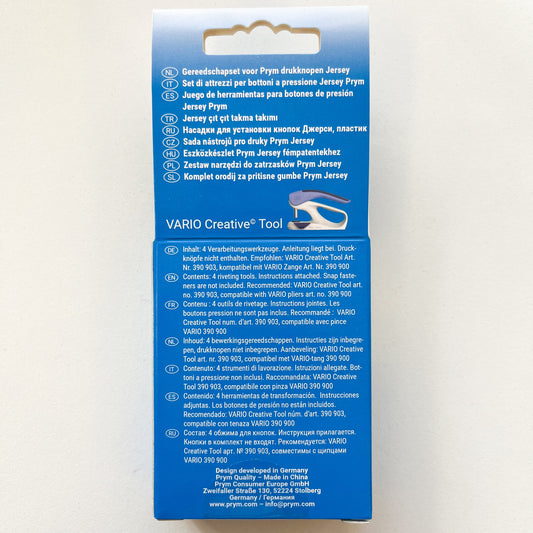 NL Gereedschapset voor Prym drukknopen Jersey
IT Set di attrezzi per bottoni a pressione Jersey Prym
ES Juego de herramientas para botones de presión
Jersey Prym
TR Jersey çıt çıt takma takımı
RU Насадки для установки кнопок Джерси, пластик
CZ Sada nástrojů pro druky Prym Jersey
HU Eszközkészlet Prym Jersey fémpatentekhez
PL Zestaw narzędzi do zatrzasków Prym Jersey
SL Komplet orodij za pritisne gumbe Prym Jersey
VARIO Creative© Tool
DE Inhalt: 4 Verarbeitungswerkzeuge. Anleitung liegt bei. Druck-
knöpfe nicht enthalten. Empfohlen: VARIO Creative Tool Art.
Nr. 390 903, kompatibel mit VARIO Zange Art. Nr. 390 900
EN Contents: 4 riveting tools. Instructions attached. Snap faste-
ners are not included. Recommended: VARIO Creative Tool art.
no. 390 903, compatible with VARIO pliers art. no. 390 900
FR Contenu : 4 outils de rivetage. Instructions jointes. Les
boutons pression ne sont pas inclus. Recommandé : VARIO
Creative Tool num. d'art. 390 903, compatible avec pince
VARIO 390 900
NL Inhoud: 4 bewerkingsgereedschappen. Instructies zijn inbegre-
pen, drukknopen niet inbegrepen. Aanbeveling: VARIO Creative
Tool art. nr. 390 903, compatibel met VARIO-tang 390 900
IT Contenuto: 4 strumenti di lavorazione. Istruzioni allegate. Bot-
toni a pressione non inclusi. Raccomandata: VARIO Creative
Tool 390 903, compatibile con pinza VARIO 390 900
ES Contenido: 4 herramientas de transformación. Instrucciones
adjuntas. Los botones de presión no están incluidos.
Recomendado: VARIO Creative Tool núm. d'art. 390 903,
compatible con tenaza VARIO 390 900
RU Состав: 4 обжима для кнопок. Инструкция прилагается.
Кнопки в комплект не входят. Рекомендуется: VARIO
Creative Tool арт. № 390 903, совместимы с щипцами
VARIO 390 900
Design developed in Germany
Prym Quality – Made in China
Prym Consumer Europe GmbH
Zweifaller Straße 130, 52224 Stolberg
Germany / Германия
www.prym.com – info@prym.com